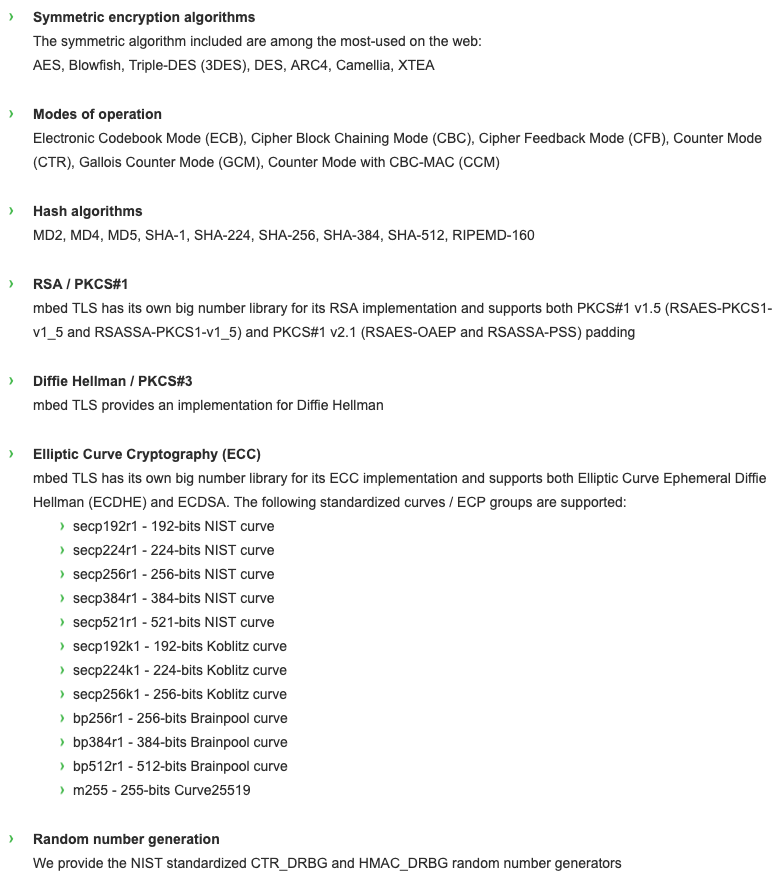 › Symmetric encryption algorithms
The symmetric algorithm included are among the most-used on the web:
AES, Blowfish, Triple-DES (3DES), DES, ARC4, Camellia, XTEA
› Modes of operation
Electronic Codebook Mode (ECB), Cipher Block Chaining Mode (CBC), Cipher Feedback Mode (CFB), Counter Mode
(CTR), Gallois Counter Mode (GCM), Counter Mode with CBC-MAC (CCM)
› Hash algorithms
MD2, MD4, MD5, SHA-1, SHA-224, SHA-256, SHA-384, SHA-512, RIPEMD-160
› RSA / PKCS#1
mbed TLS has its own big number library for its RSA implementation and supports both PKCS#1 v1.5 (RSAES-PKCS1-
v1_5 and RSASSA-PKCS1-v1_5) and PKCS#1 v2.1 (RSAES-OAEP and RSASSA-PSS) padding
› Diffie Hellman / PKCS#3
mbed TLS provides an implementation for Diffie Hellman
› Elliptic Curve Cryptography (ECC)
mbed TLS has its own big number library for its ECC implementation and supports both Elliptic Curve Ephemeral Diffie
Hellman (ECDHE) and ECDSA. The following standardized curves / ECP groups are supported:
› secp192r1 - 192-bits NIST curve
› secp224r1 - 224-bits NIST curve
› secp256r1 - 256-bits NIST curve
› secp384r1 - 384-bits NIST curve
› secp521r1 - 521-bits NIST curve
› secp192k1 - 192-bits Koblitz curve
› secp224k1 - 224-bits Koblitz curve
› secp256k1 - 256-bits Koblitz curve
› bp256r1 - 256-bits Brainpool curve
› bp384r1 - 384-bits Brainpool curve
› bp512r1 - 512-bits Brainpool curve
› m255 - 255-bits Curve25519
› Random number generation
We provide the NIST standardized CTR_DRBG and HMAC_DRBG random number generators